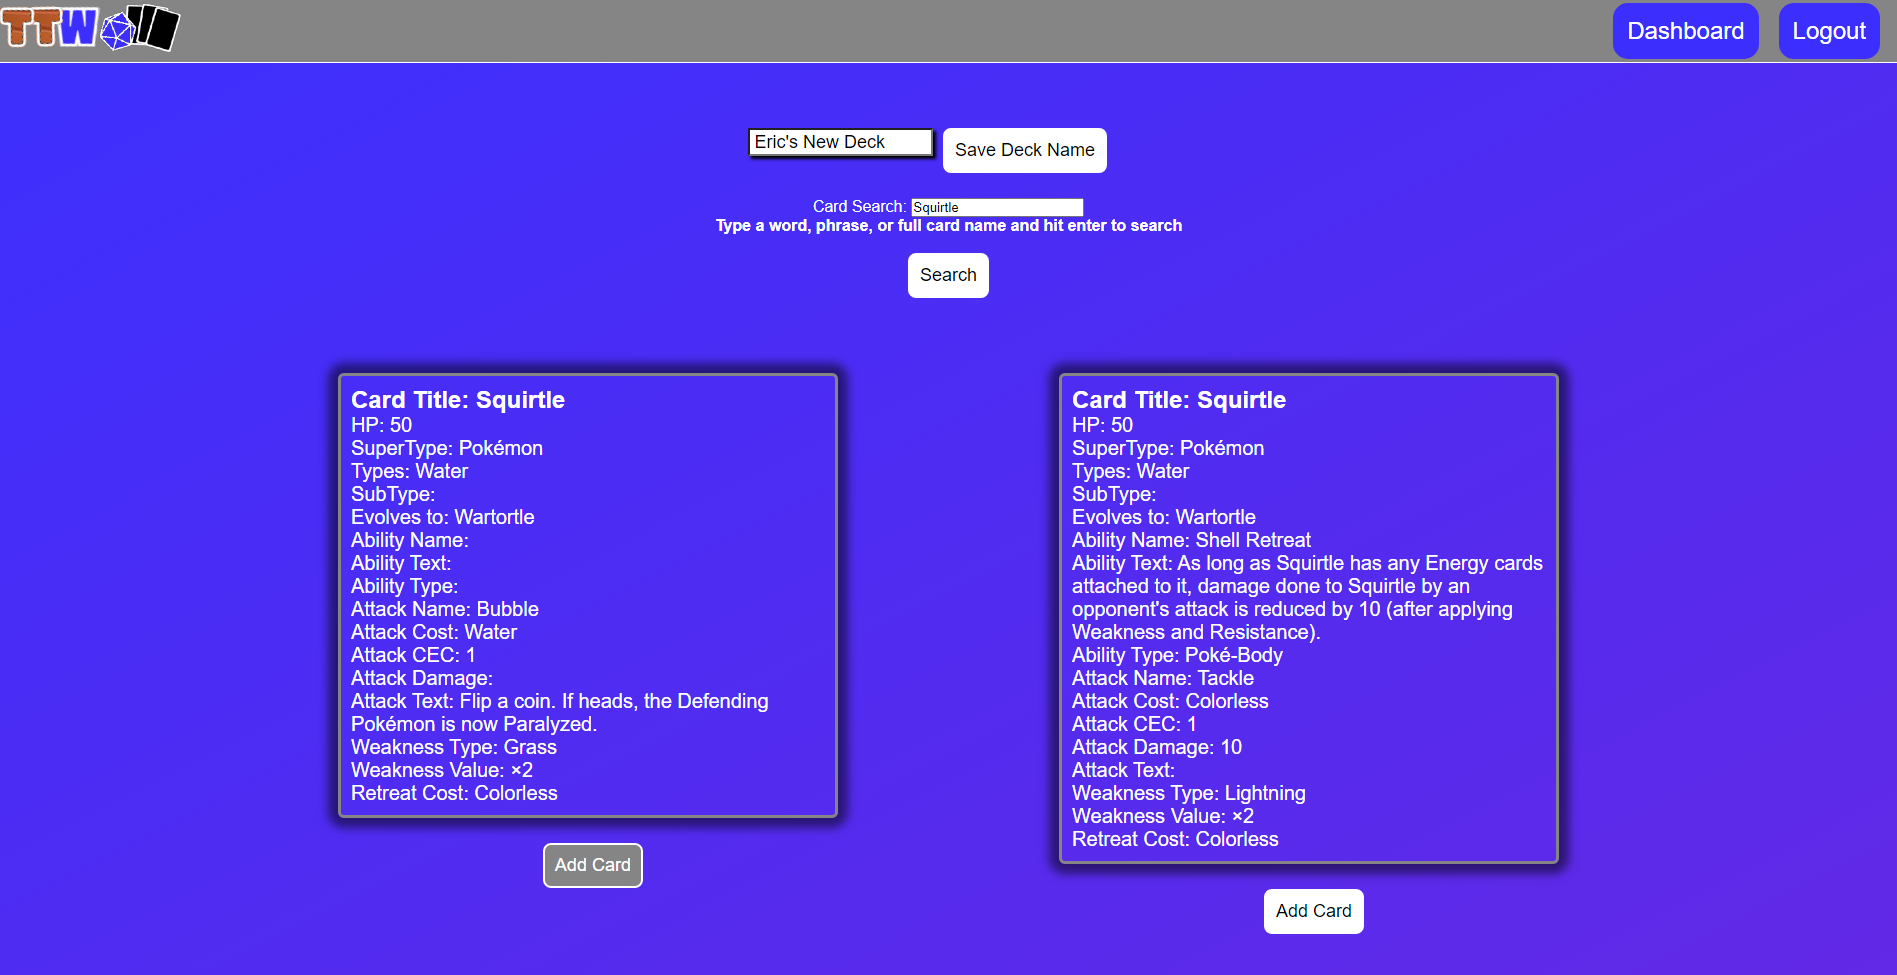 TTW
Dashboard
Logout
Eric's New Deck
Save Deck Name
Card Search: Squirtle
Type a word, phrase, or full card name and hit enter to search
Search
Card Title: Squirtle
HP: 50
SuperType: Pokémon
Types: Water
SubType:
Evolves to: Wartortle
Ability Name:
Ability Text:
Ability Type:
Attack Name: Bubble
Attack Cost: Water
Attack CEC: 1
Attack Damage:
Attack Text: Flip a coin. If heads, the Defending
Pokémon is now Paralyzed.
Weakness Type: Grass
Weakness Value: ×2
Retreat Cost: Colorless
Add Card
Card Title: Squirtle
HP: 50
SuperType: Pokémon
Types: Water
SubType:
Evolves to: Wartortle
Ability Name: Shell Retreat
Ability Text: As long as Squirtle has any Energy cards
attached to it, damage done to Squirtle by an
opponent's attack is reduced by 10 (after applying
Weakness and Resistance).
Ability Type: Poké-Body
Attack Name: Tackle
Attack Cost: Colorless
Attack CEC: 1
Attack Damage: 10
Attack Text:
Weakness Type: Lightning
Weakness Value: ×2
Retreat Cost: Colorless
Add Card